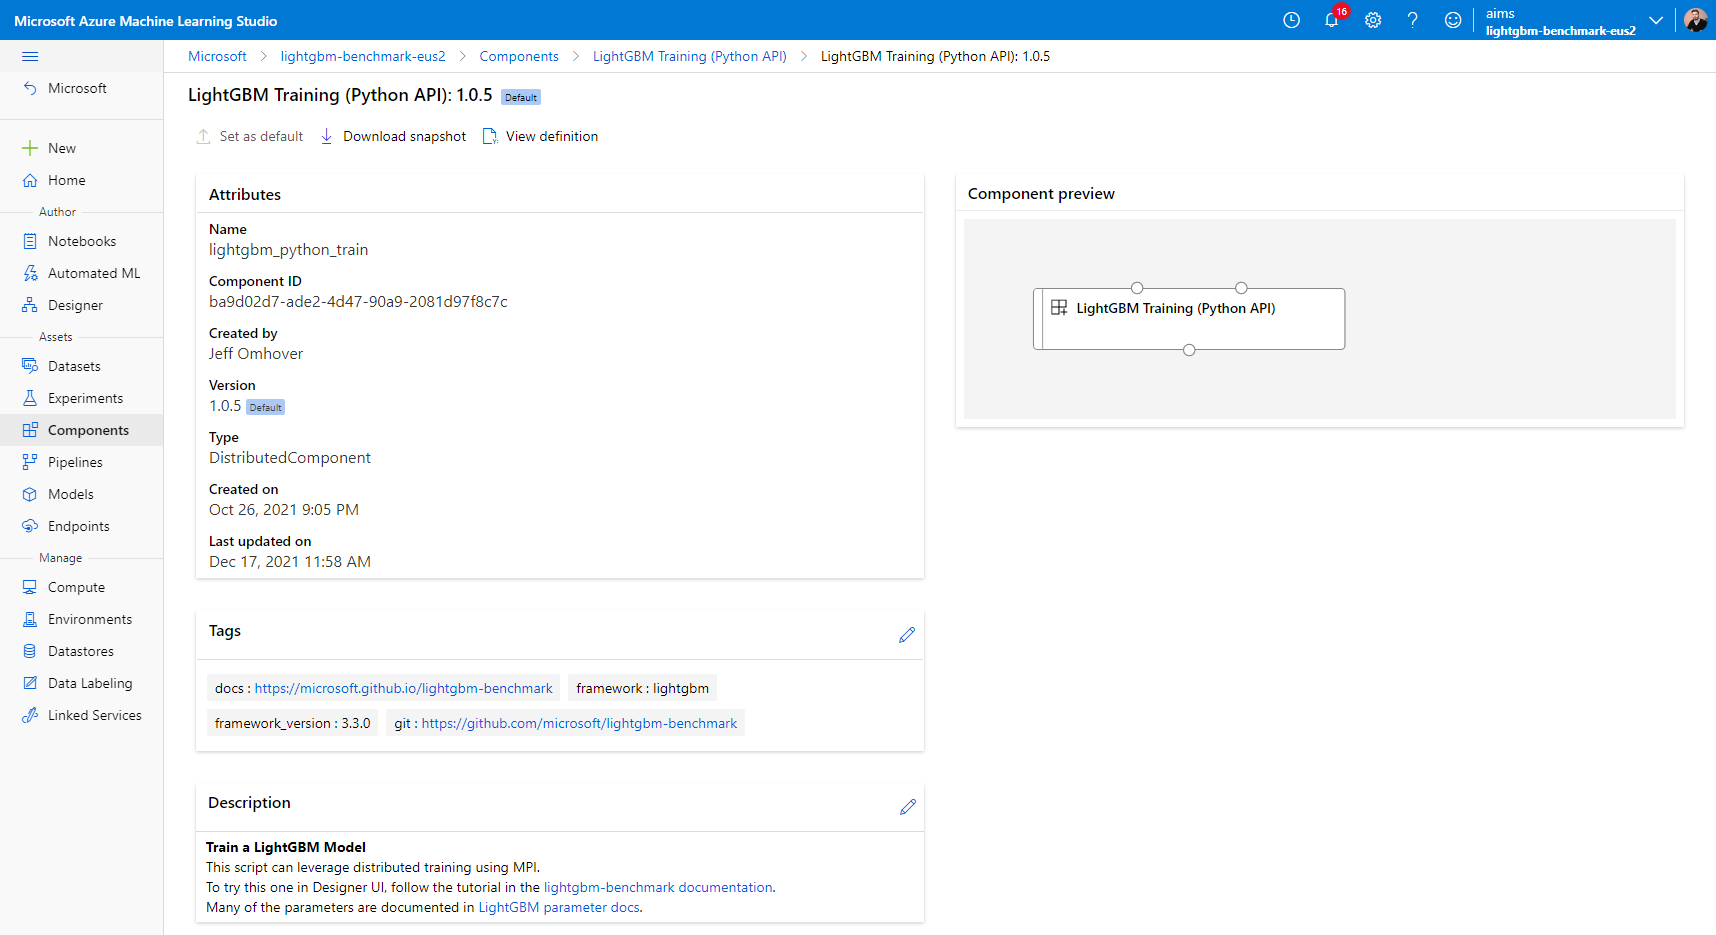 Microsoft Azure Machine Learning Studio
16
aims
lightgbm-benchmark-eus2
Microsoft > lightgbm-benchmark-eus2 > Components > LightGBM Training (Python API) > LightGBM Training (Python API): 1.0.5
Microsoft
New
Home
Author
Notebooks
Automated ML
Designer
Assets
Datasets
Experiments
Components
Pipelines
Models
Endpoints
Manage
Compute
Environments
Datastores
Data Labeling
Linked Services
LightGBM Training (Python API): 1.0.5 Default
Set as default Download snapshot View definition
Attributes
Name
lightgbm_python_train
Component ID
ba9d02d7-ade2-4d47-90a9-2081d97f8c7c
Created by
Jeff Omhover
Version
1.0.5 Default
Type
DistributedComponent
Created on
Oct 26, 2021 9:05 PM
Last updated on
Dec 17, 2021 11:58 AM
Tags
docs : https://microsoft.github.io/lightgbm-benchmark framework : lightgbm
framework_version : 3.3.0 git : https://github.com/microsoft/lightgbm-benchmark
Description
Train a LightGBM Model
This script can leverage distributed training using MPI.
To try this one in Designer UI, follow the tutorial in the lightgbm-benchmark documentation.
Many of the parameters are documented in LightGBM parameter docs.
Component preview
LightGBM Training (Python API)